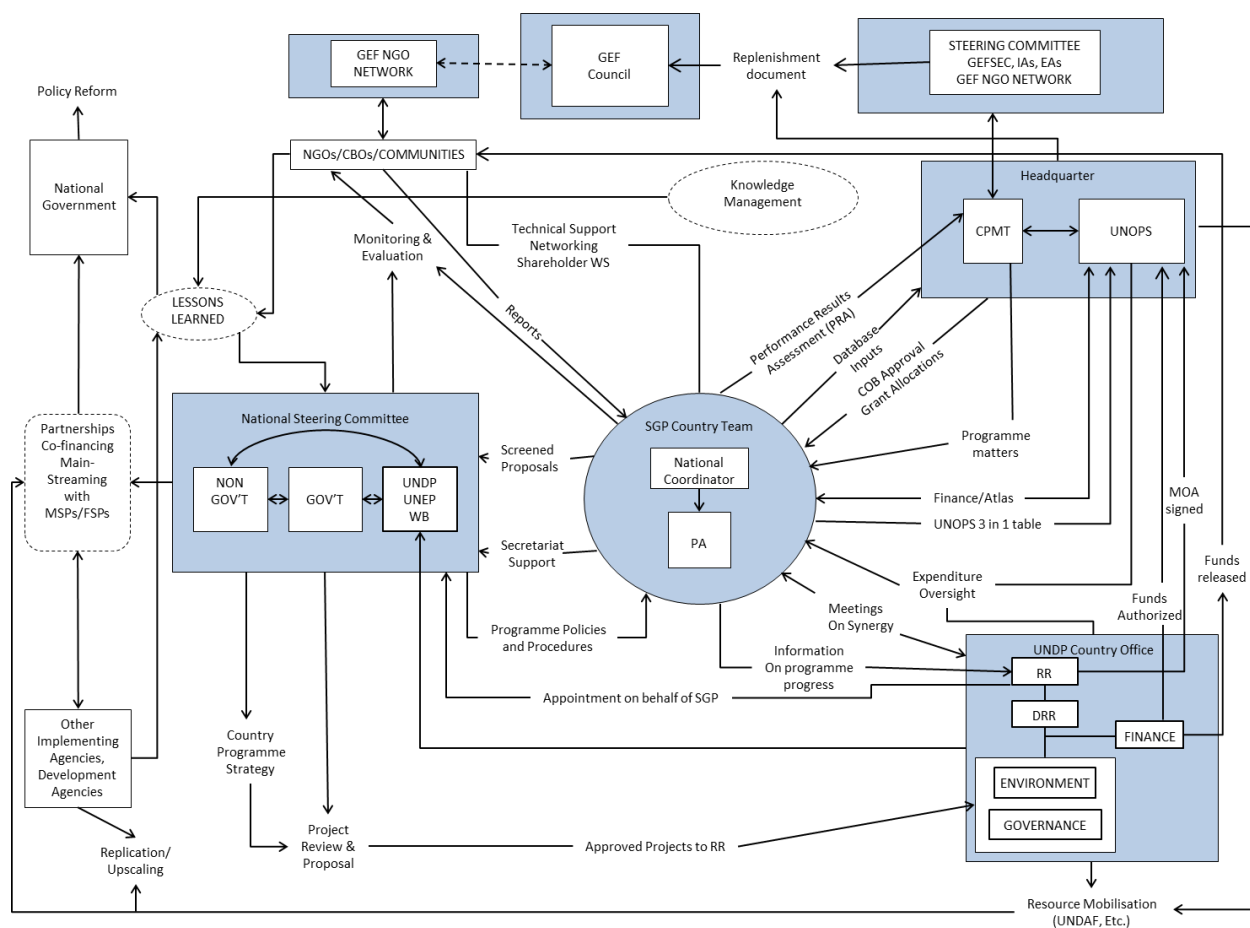 GEF NGO
NETWORK
GEF
Council
Replenishment
document
STEERING COMMITTEE
GEFSEC, IAs, EAs
GEF NGO NETWORK
Policy Reform
NGOs/CBOs/COMMUNITIES
National
Government
Knowledge
Management
Headquarter
CPMT
UNOPS
Monitoring &
Evaluation
Technical Support
Networking
Shareholder WS
LESSONS
LEARNED
Reports
Performance Results
Assessment (PRA)
Database
Inputs
COB Approval
Grant Allocations
National Steering Committee
NON
GOV'T
GOV'T
UNDP
UNEP
WB
Partnerships
Co-financing
Main-
Streaming
with
MSPs/FSPs
Screened
Proposals
Secretariat
Support
SGP Country Team
National
Coordinator
PA
Programme
matters
Finance/Atlas
UNOPS 3 in 1 table
MOA
signed
Funds
released
Expenditure
Oversight
Funds
Authorized
Meetings
On Synergy
Programme Policies
and Procedures
Information
On programme
progress
Appointment on behalf of SGP
UNDP Country Office
RR
DRR
FINANCE
ENVIRONMENT
GOVERNANCE
Other
Implementing
Agencies,
Development
Agencies
Country
Programme
Strategy
Project
Review &
Proposal
Approved Projects to RR
Replication/
Upscaling
Resource Mobilisation
(UNDAF, Etc.)